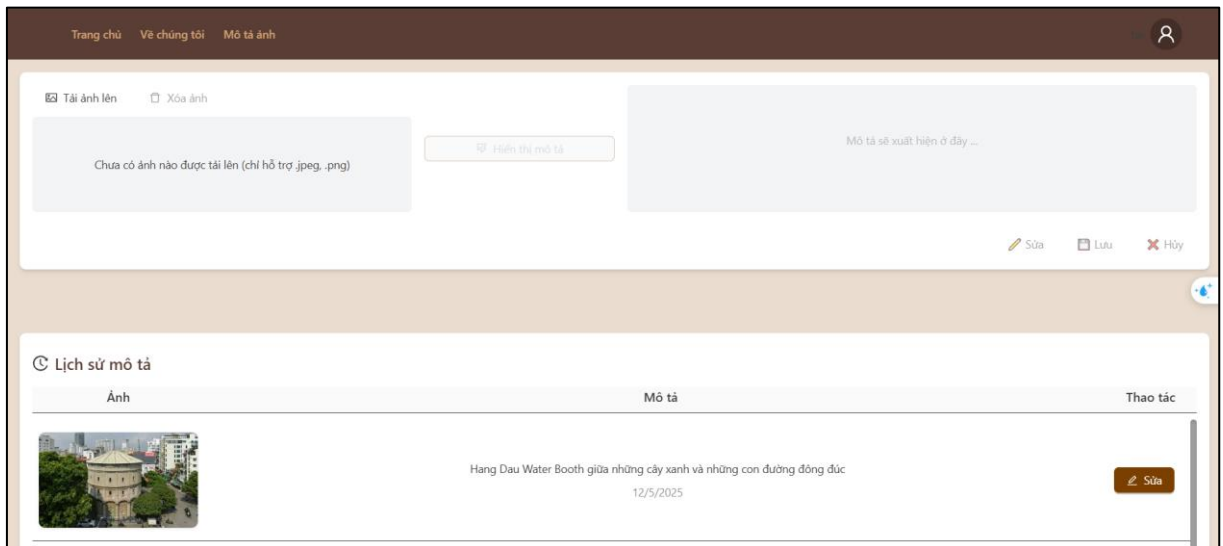 Trang chủ Về chúng tôi Mô tả ảnh
Tải ảnh lên Xóa ảnh
Chưa có ảnh nào được tải lên (chỉ hỗ trợ .jpeg, .png)
Hiển thị mô tả
Mô tả sẽ xuất hiện ở đây ...
Sửa Lưu Hủy
Lịch sử mô tả
Ảnh Mô tả Thao tác
Hang Dau Water Booth giữa những cây xanh và những con đường đông đúc
12/5/2025
Sửa